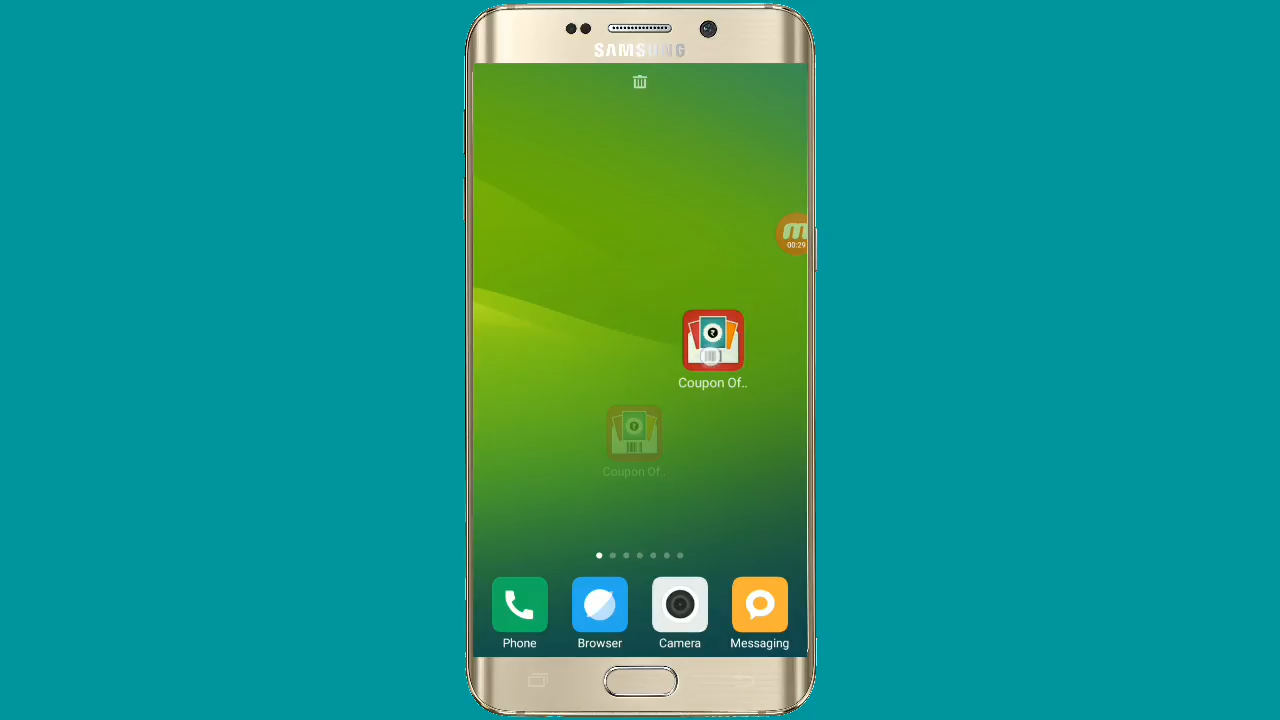 SAMSUNG
00:29
Coupon Of..
Coupon Of..
Phone
Browser
Camera
Messaging